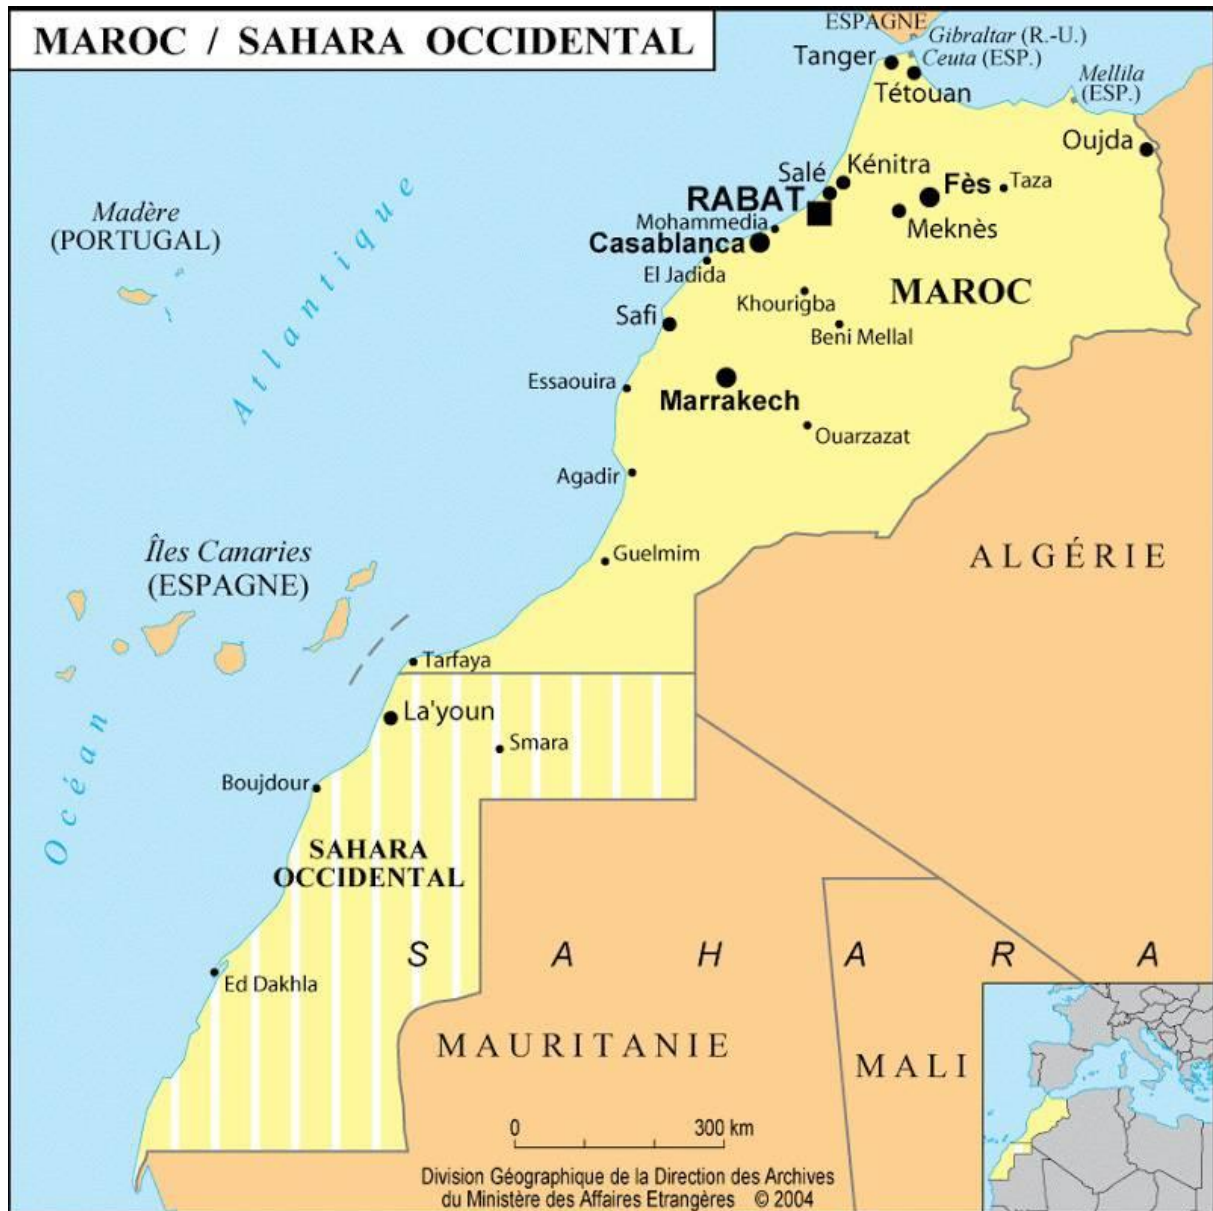 MAROC / SAHARA OCCIDENTAL
ESPAGNE
Gibraltar (R.-U.)
Tanger
Ceuta (ESP.)
Tétouan
Mellila
(ESP.)
Oujda
Salé
Kénitra
RABAT
Fès
Taza
Mohammedia
Meknès
Casablanca
El Jadida
Khourigba
MAROC
Safi
Beni Mellal
Essaouira
Marrakech
Ouarzazat
Agadir
Guelmim
Madère
(PORTUGAL)
Océan Atlantique
Îles Canaries
(ESPAGNE)
ALGÉRIE
Tarfaya
La'youn
Smara
Boujdour
SAHARA
OCCIDENTAL
Ed Dakhla
SAHARA
MAURITANIE
MALI
0 300 km
Division Géographique de la Direction des Archives
du Ministère des Affaires Etrangères © 2004